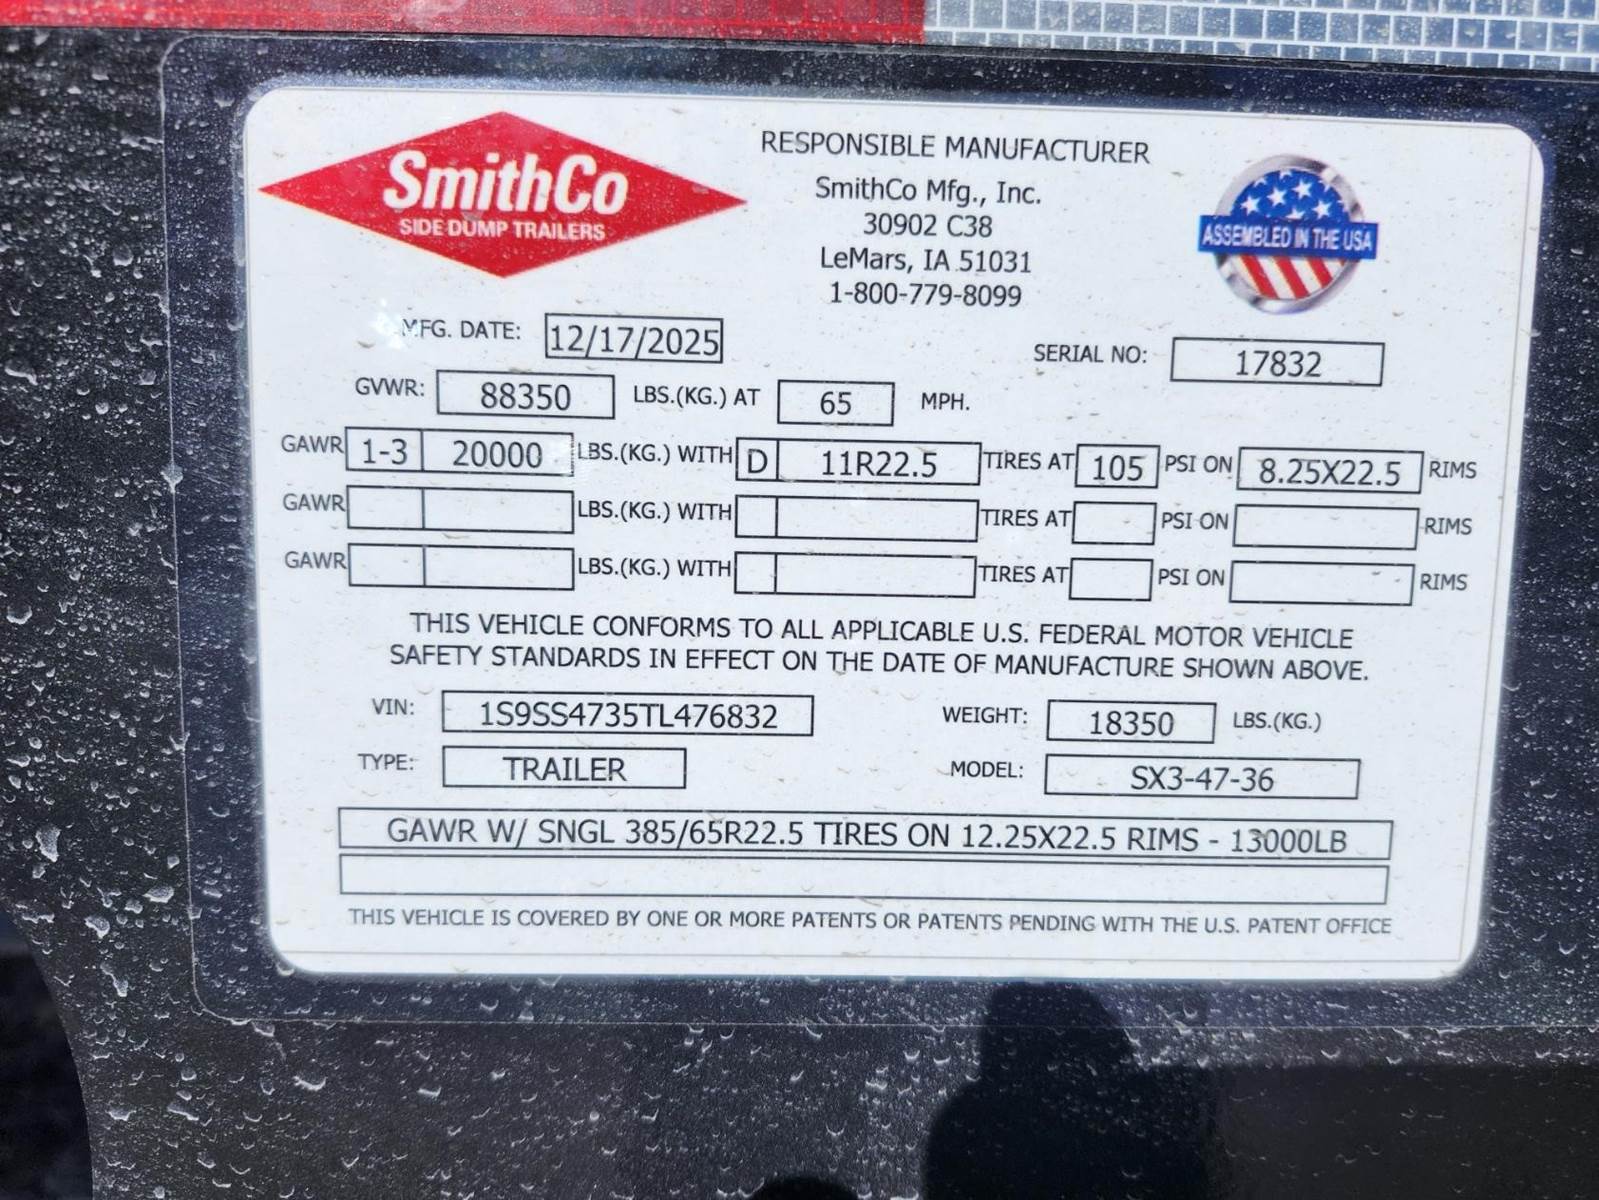 SmithCo
SIDE DUMP TRAILERS
RESPONSIBLE MANUFACTURER
SmithCo Mfg., Inc.
30902 C38
LeMars, IA 51031
1-800-779-8099
ASSEMBLED IN THE USA
MFG. DATE: 12/17/2025
SERIAL NO: 17832
GVWR: 88350 LBS.(KG.) AT 65 MPH.
GAWR 1-3 20000 LBS.(KG.) WITH D 11R22.5 TIRES AT 105 PSI ON 8.25X22.5 RIMS
GAWR LBS.(KG.) WITH TIRES AT PSI ON RIMS
GAWR LBS.(KG.) WITH TIRES AT PSI ON RIMS
THIS VEHICLE CONFORMS TO ALL APPLICABLE U.S. FEDERAL MOTOR VEHICLE
SAFETY STANDARDS IN EFFECT ON THE DATE OF MANUFACTURE SHOWN ABOVE.
VIN: 1S9SS4735TL476832 WEIGHT: 18350 LBS.(KG.)
TYPE: TRAILER MODEL: SX3-47-36
GAWR W/ SNGL 385/65R22.5 TIRES ON 12.25X22.5 RIMS - 13000LB
THIS VEHICLE IS COVERED BY ONE OR MORE PATENTS OR PATENTS PENDING WITH THE U.S. PATENT OFFICE